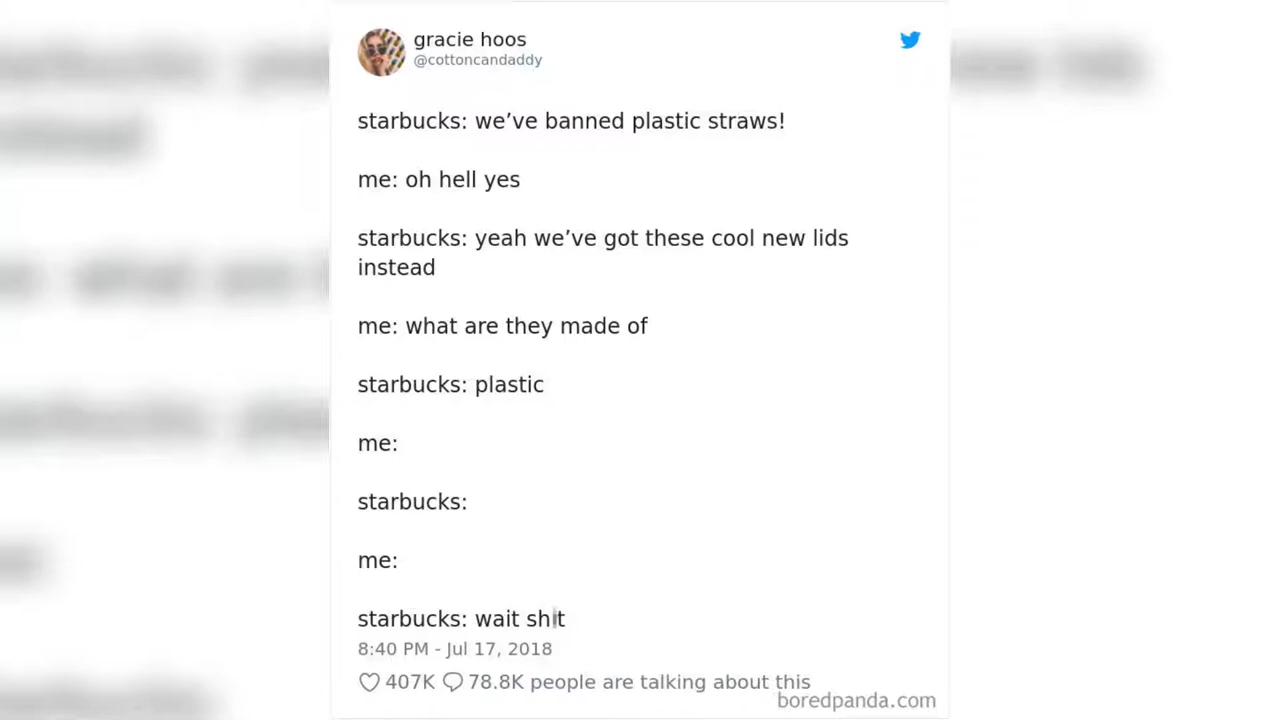 gracie hoos
@cottoncandaddy
starbucks: we’ve banned plastic straws!
me: oh hell yes
starbucks: yeah we’ve got these cool new lids
instead
me: what are they made of
starbucks: plastic
me:
starbucks:
me:
starbucks: wait shit
8:40 PM - Jul 17, 2018
407K 78.8K people are talking about this
boredpanda.com